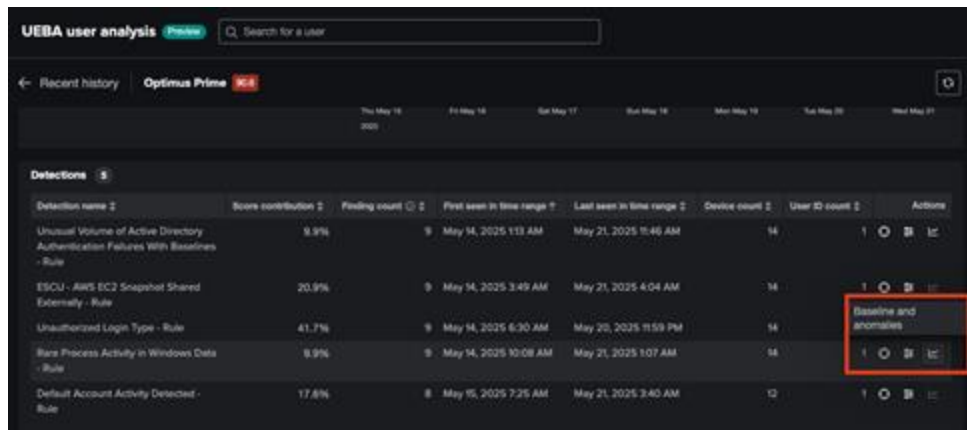 UEBA user analysis Preview Search for a user
Recent history Optimus Prime
Thu May 15 Fri May 16 Sat May 17 Sun May 18 Mon May 19 Tue May 20 Wed May 21
2025
Detections 5
Detection name Score contribution Finding count First seen in time range Last seen in time range Device count User ID count Actions
Unusual Volume of Active Directory 9.9% 9 May 14, 2025 1:13 AM May 21, 2025 11:46 AM 14 1
Authentication Failures With Baselines
- Rule
ESCU - AWS EC2 Snapshot Shared 20.9% 9 May 14, 2025 3:49 AM May 21, 2025 4:04 AM 14 1
Externally - Rule
Baseline and
anomalies
Unauthorized Login Type - Rule 41.7% 9 May 14, 2025 6:30 AM May 20, 2025 11:59 PM 14
Rare Process Activity in Windows Data 9.9% 9 May 14, 2025 10:08 AM May 21, 2025 1:07 AM 14 1
- Rule
Default Account Activity Detected - 17.6% 8 May 15, 2025 7:25 AM May 21, 2025 3:40 AM 12 1
Rule